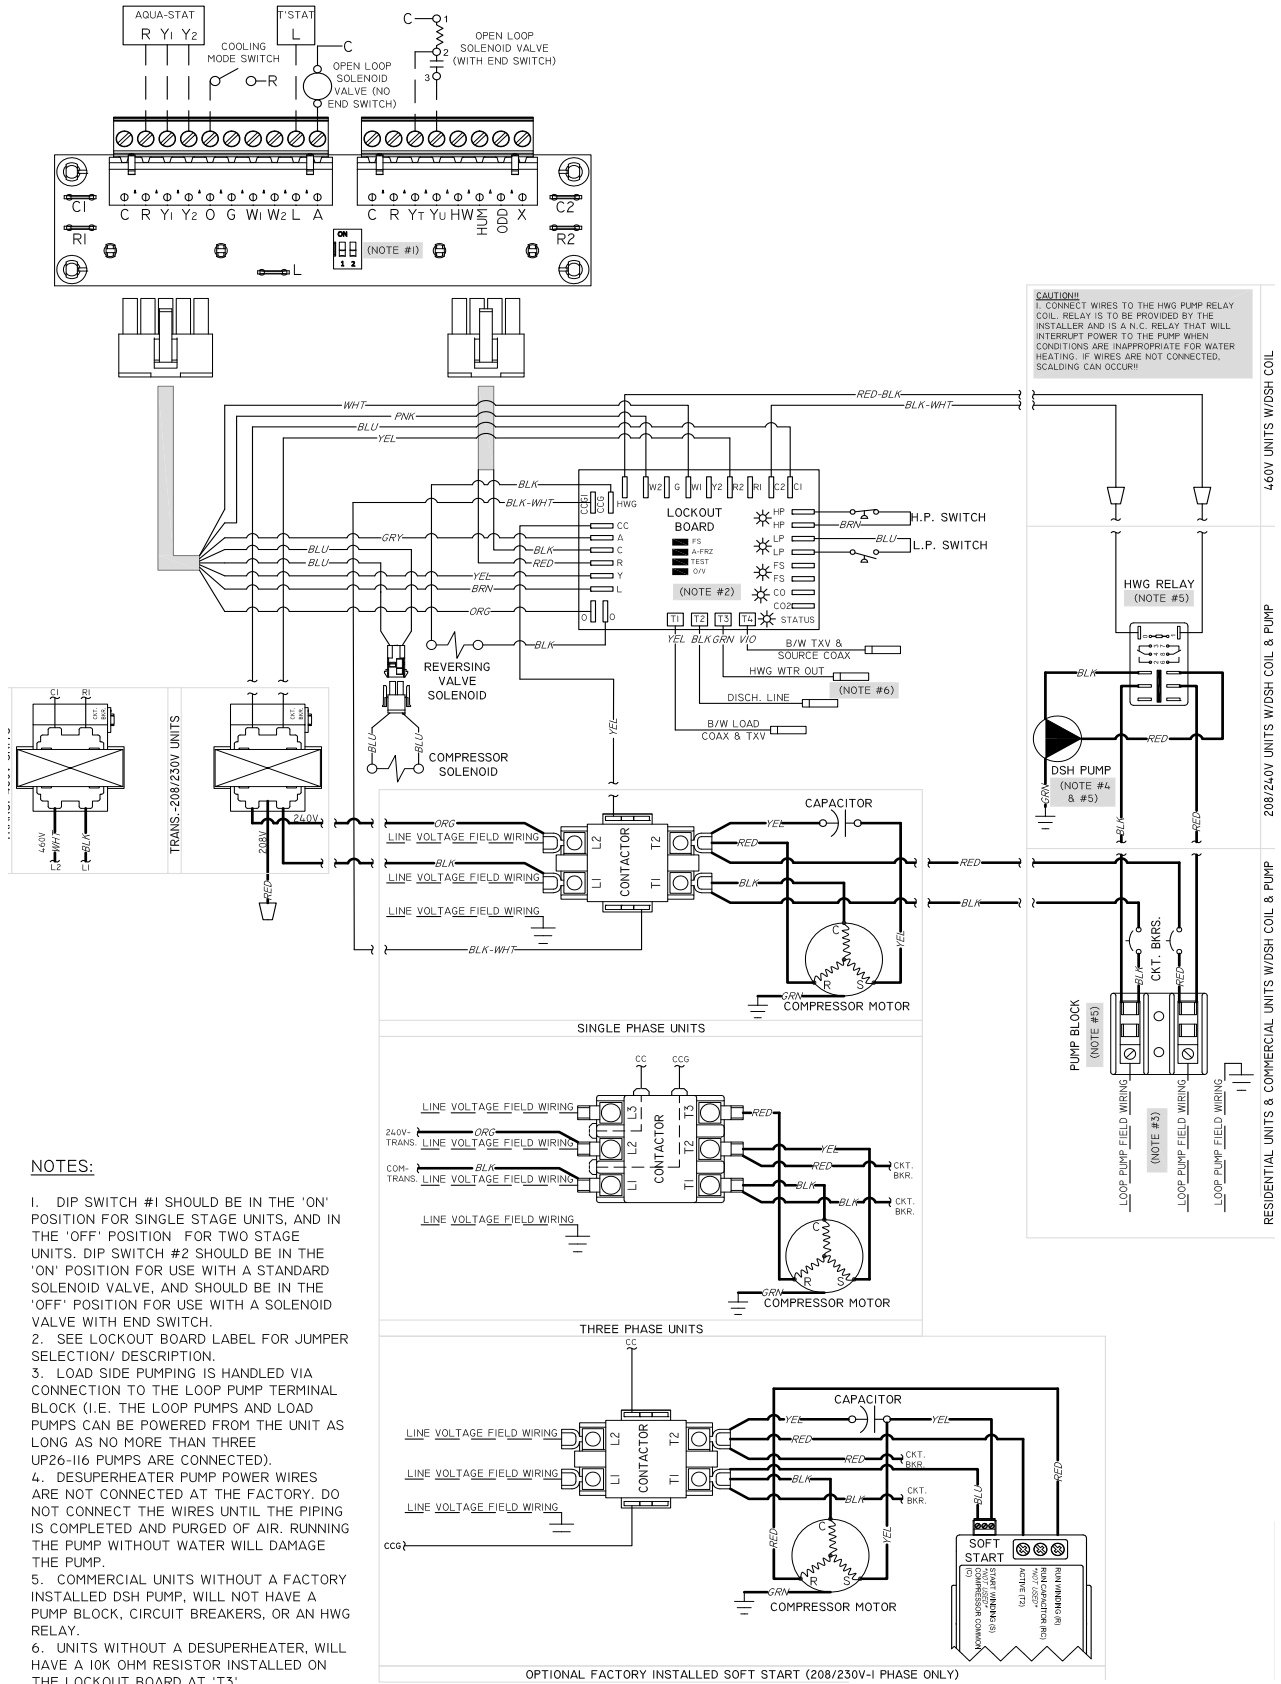 AQUA-STAT
R Y1 Y2
T'STAT
L
COOLING
MODE SWITCH
R
C
OPEN LOOP
SOLENOID
VALVE (NO
END SWITCH)
C
1
2
3
OPEN LOOP
SOLENOID VALVE
(WITH END SWITCH)
C R Y1 Y2 O G W1 W2 L A
C R YT YU HW HUM ODD X
C1
R1
C2
R2
L
ON
1 2
(NOTE #1)
CAUTION!!
1. CONNECT WIRES TO THE HWG PUMP RELAY
COIL. RELAY IS TO BE PROVIDED BY THE
INSTALLER AND IS A N.C. RELAY THAT WILL
INTERRUPT POWER TO THE PUMP WHEN
CONDITIONS ARE INAPPROPRIATE FOR WATER
HEATING. IF WIRES ARE NOT CONNECTED,
SCALDING CAN OCCUR!!
460V UNITS W/DSH COIL
WHT
PNK
BLU
YEL
RED-BLK
BLK-WHT
BLK
BLK-WHT
GRY
BLU
BLU
BLK
RED
YEL
BRN
ORG
BLK
CCG1
CCG
HWG
W2 G W1 Y2 R2 R1 C2 C1
LOCKOUT
BOARD
FS
A-FRZ
TEST
O/V
(NOTE #2)
CC
A
C
R
Y
L
O
O
HP
HP
LP
LP
FS
FS
CO
CO2
STATUS
T1 T2 T3 T4
BRN
H.P. SWITCH
BLU
L.P. SWITCH
YEL BLK GRN VIO
B/W TXV &
SOURCE COAX
HWG WTR OUT
(NOTE #6)
DISCH. LINE
B/W LOAD
COAX & TXV
REVERSING
VALVE
SOLENOID
BLU
BLU
COMPRESSOR
SOLENOID
YEL
HWG RELAY
(NOTE #5)
BLK
RED
DSH PUMP
(NOTE #4
& #5)
GRN
BLK
RED
208/240V UNITS W/DSH COIL & PUMP
C1
R1
CKT.
BKR.
460V
WHT
BLK
L2
L1
TRANS.-208/230V UNITS
CKT.
BKR.
240V
208V
RED
ORG
LINE VOLTAGE FIELD WIRING
BLK
LINE VOLTAGE FIELD WIRING
LINE VOLTAGE FIELD WIRING
L2
L1
CONTACTOR
T2
T1
CAPACITOR
YEL
RED
BLK
YEL
C
R
S
GRN
COMPRESSOR MOTOR
BLK-WHT
RED
BLK
SINGLE PHASE UNITS
CKT. BKRS.
BLK
RED
PUMP BLOCK
(NOTE #5)
LOOP PUMP FIELD WIRING
(NOTE #3)
LOOP PUMP FIELD WIRING
LOOP PUMP FIELD WIRING
RESIDENTIAL UNITS & COMMERCIAL UNITS W/DSH COIL & PUMP
CC
CCG
LINE VOLTAGE FIELD WIRING
240V-
TRANS.
ORG
LINE VOLTAGE FIELD WIRING
COM-
TRANS.
BLK
LINE VOLTAGE FIELD WIRING
LINE VOLTAGE FIELD WIRING
L3
L2
L1
CONTACTOR
T3
T2
T1
RED
YEL
RED
CKT.
BKR.
BLK
BLK
CKT.
BKR.
C
R
S
GRN
COMPRESSOR MOTOR
THREE PHASE UNITS
CC
LINE VOLTAGE FIELD WIRING
LINE VOLTAGE FIELD WIRING
LINE VOLTAGE FIELD WIRING
CCG
L2
L1
CONTACTOR
T2
T1
CAPACITOR
YEL
YEL
RED
RED
CKT.
BKR.
BLK
BLK
CKT.
BKR.
RED
YEL
BLU
RED
C
R
S
GRN
COMPRESSOR MOTOR
SOFT
START
RUN WINDING (R)
RUN CAPACITOR (RC)
*NOT USED*
ACTIVE (T2)
START WINDING (S)
*NOT USED*
COMPRESSOR COMMON
(C)
OPTIONAL FACTORY INSTALLED SOFT START (208/230V-1 PHASE ONLY)
NOTES:
1. DIP SWITCH #1 SHOULD BE IN THE 'ON'
POSITION FOR SINGLE STAGE UNITS, AND IN
THE 'OFF' POSITION FOR TWO STAGE
UNITS. DIP SWITCH #2 SHOULD BE IN THE
'ON' POSITION FOR USE WITH A STANDARD
SOLENOID VALVE, AND SHOULD BE IN THE
'OFF' POSITION FOR USE WITH A SOLENOID
VALVE WITH END SWITCH.
2. SEE LOCKOUT BOARD LABEL FOR JUMPER
SELECTION/ DESCRIPTION.
3. LOAD SIDE PUMPING IS HANDLED VIA
CONNECTION TO THE LOOP PUMP TERMINAL
BLOCK (I.E. THE LOOP PUMPS AND LOAD
PUMPS CAN BE POWERED FROM THE UNIT AS
LONG AS NO MORE THAN THREE
UP26-116 PUMPS ARE CONNECTED).
4. DESUPERHEATER PUMP POWER WIRES
ARE NOT CONNECTED AT THE FACTORY. DO
NOT CONNECT THE WIRES UNTIL THE PIPING
IS COMPLETED AND PURGED OF AIR. RUNNING
THE PUMP WITHOUT WATER WILL DAMAGE
THE PUMP.
5. COMMERCIAL UNITS WITHOUT A FACTORY
INSTALLED DSH PUMP, WILL NOT HAVE A
PUMP BLOCK, CIRCUIT BREAKERS, OR AN HWG
RELAY.
6. UNITS WITHOUT A DESUPERHEATER, WILL
HAVE A 10K OHM RESISTOR INSTALLED ON
THE LOCKOUT BOARD AT 'T3'